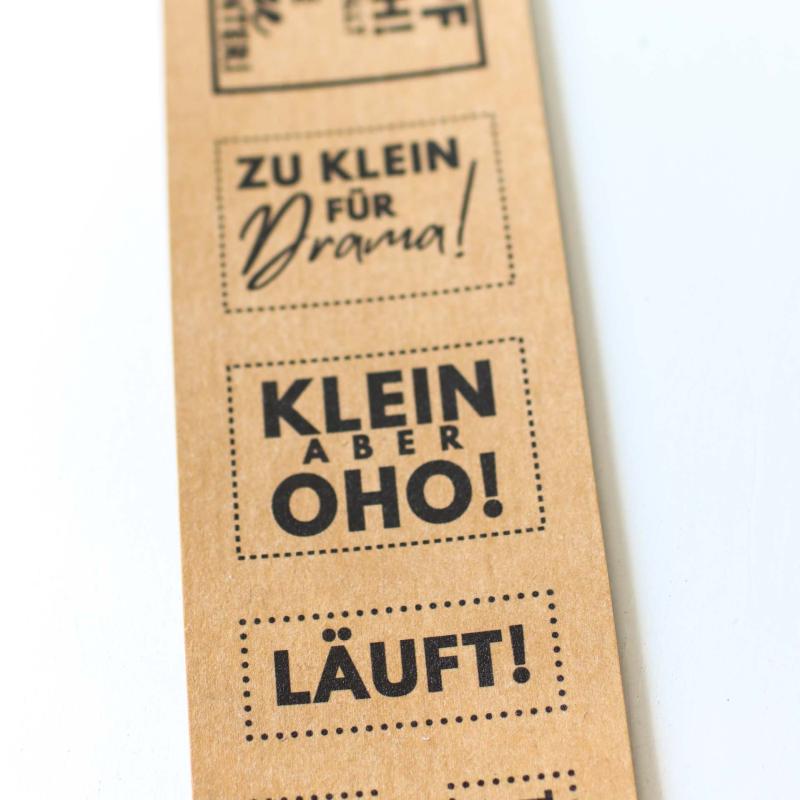 ZU KLEIN
FÜR
Drama!
KLEIN
ABER
OHO!
LÄUFT!